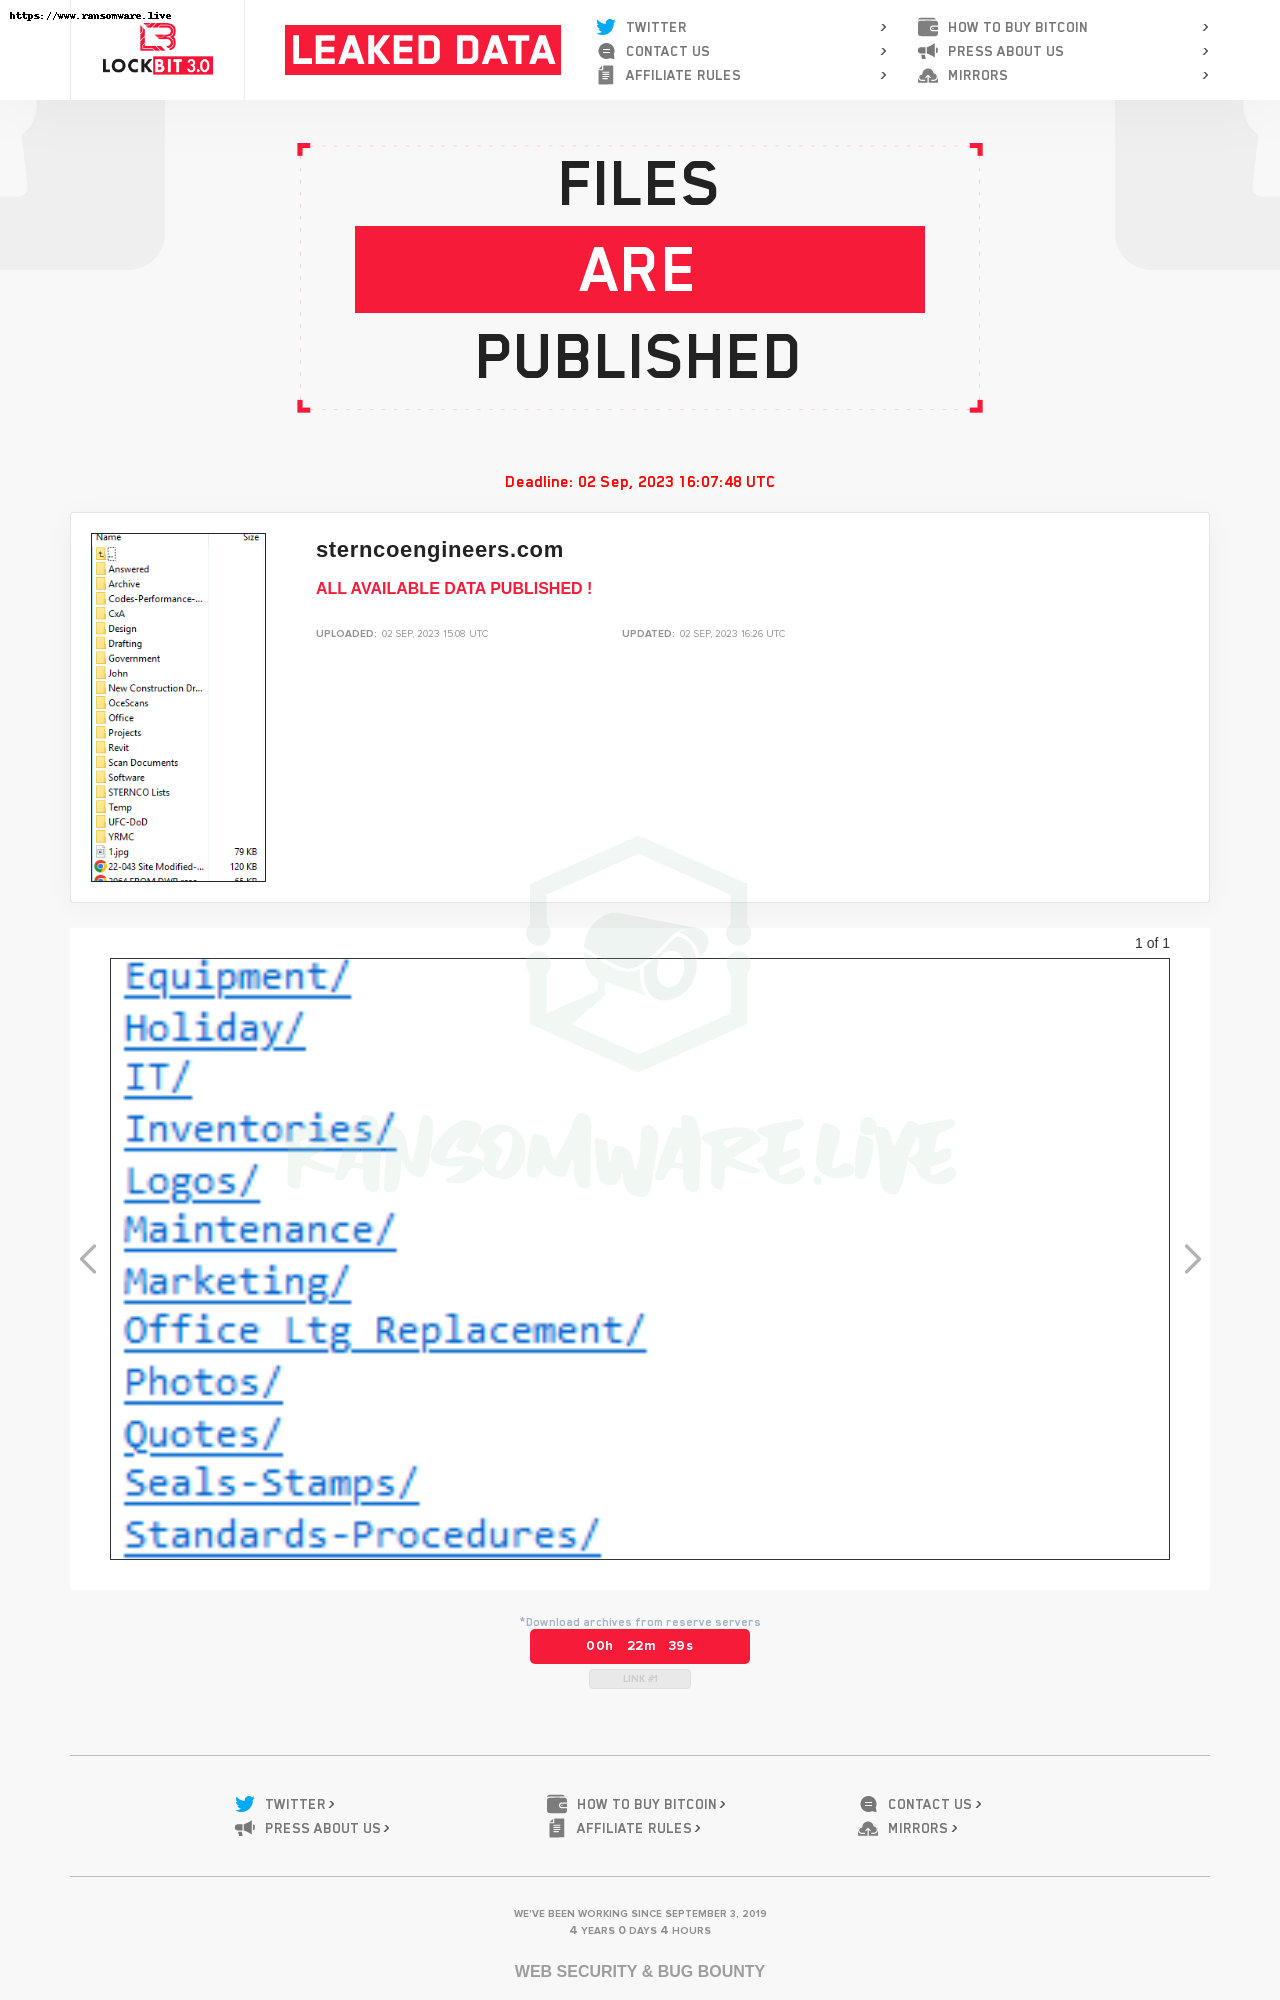 https://www.ransomware.live
LOCKBIT 3.0
LEAKED DATA
TWITTER
CONTACT US
AFFILIATE RULES
HOW TO BUY BITCOIN
PRESS ABOUT US
MIRRORS
FILES
ARE
PUBLISHED
Deadline: 02 Sep, 2023 16:07:48 UTC
Name Size
..
Answered
Archive
Codes-Performance-...
CxA
Design
Drafting
Government
John
New Construction Dr...
OceScans
Office
Projects
Revit
Scan Documents
Software
STERNCO Lists
Temp
UFC-DoD
YRMC
1.jpg 79 KB
22-043 Site Modified-... 120 KB
65 KB
sterncoengineers.com
ALL AVAILABLE DATA PUBLISHED !
UPLOADED: 02 SEP, 2023 15:08 UTC
UPDATED: 02 SEP, 2023 16:26 UTC
1 of 1
Equipment/
Holiday/
IT/
Inventories/
RANSOMWARE.LIVE
Logos/
Maintenance/
Marketing/
Office Ltg Replacement/
Photos/
Quotes/
Seals-Stamps/
Standards-Procedures/
*Download archives from reserve servers
00h 22m 39s
LINK #1
TWITTER
HOW TO BUY BITCOIN
CONTACT US
PRESS ABOUT US
AFFILIATE RULES
MIRRORS
WE'VE BEEN WORKING SINCE SEPTEMBER 3, 2019
4 YEARS 0 DAYS 4 HOURS
WEB SECURITY & BUG BOUNTY